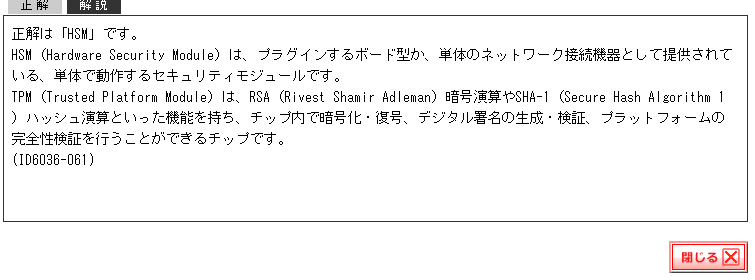 正解 解説
正解は「HSM」です。
HSM (Hardware Security Module) は、プラグインするボード型か、単体のネットワーク接続機器として提供されて
いる、単体で動作するセキュリティモジュールです。
TPM (Trusted Platform Module) は、RSA (Rivest Shamir Adleman) 暗号演算やSHA-1 (Secure Hash Algorithm 1
) ハッシュ演算といった機能を持ち、チップ内で暗号化・復号、デジタル署名の生成・検証、プラットフォームの
完全性検証を行うことができるチップです。
(ID6036-061)
閉じる